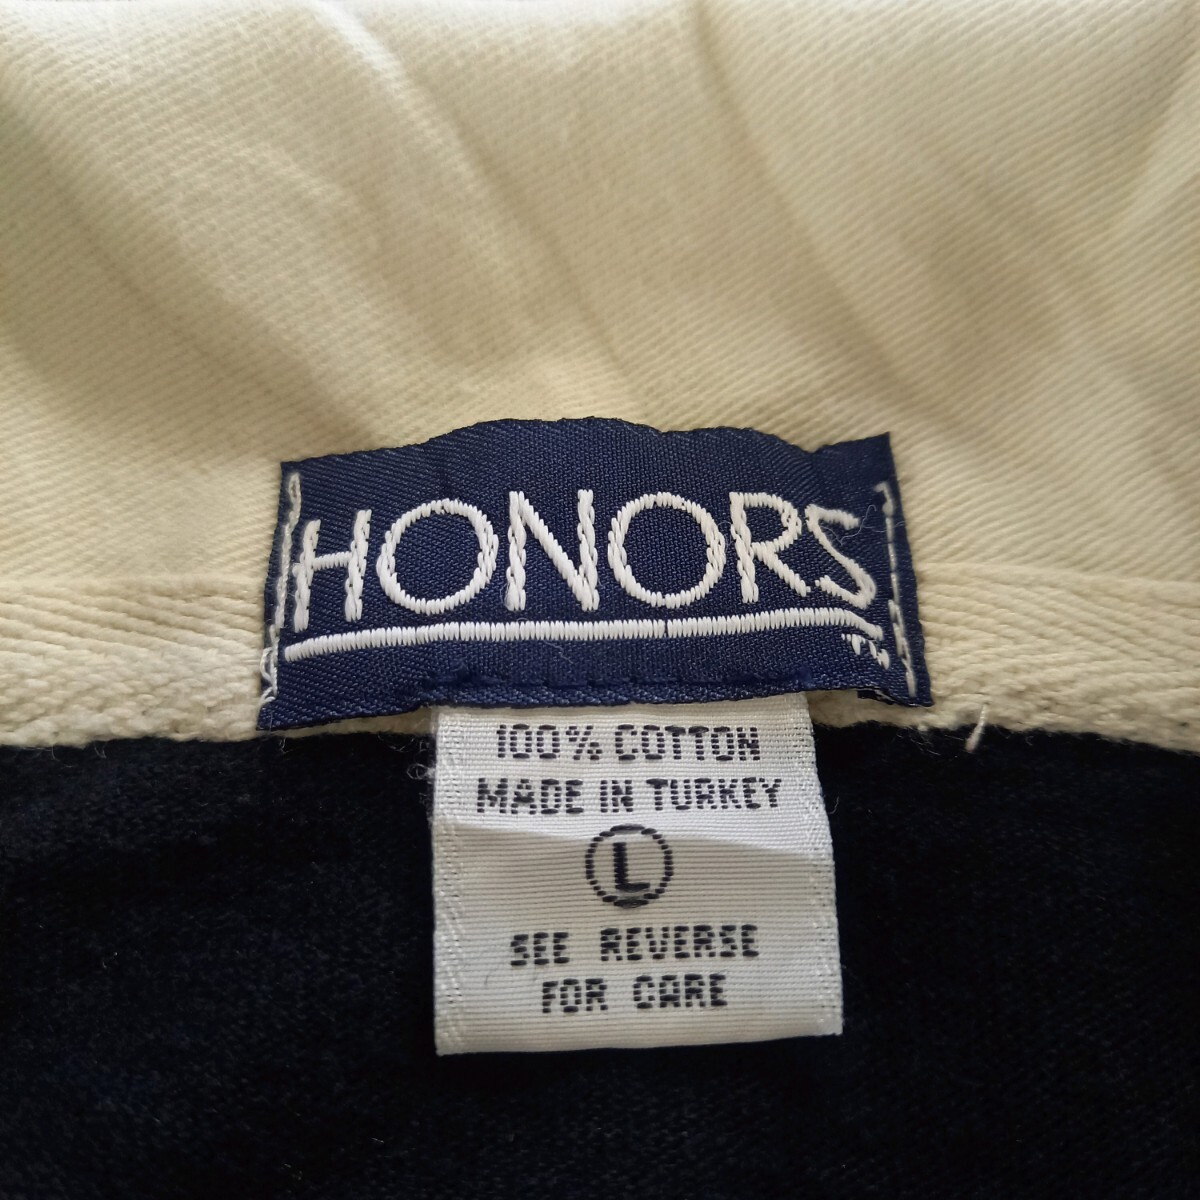 HONORS
TM
100% COTTON
MADE IN TURKEY
L
SEE REVERSE
FOR CARE